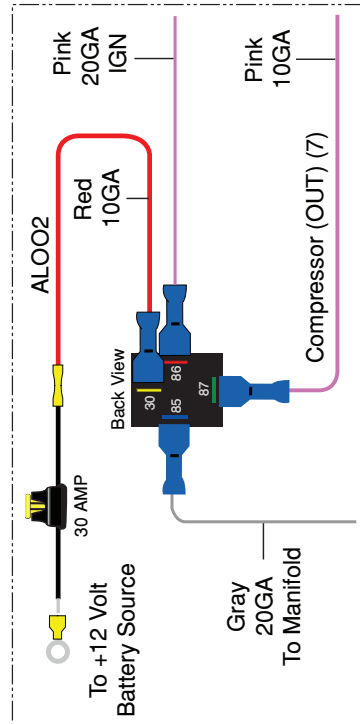 Pink
20GA
IGN
Pink
10GA
ALOO2
Red
10GA
Compressor (OUT) (7)
Back View
30
86
85
87
30 AMP
To +12 Volt
Battery Source
Gray
20GA
To Manifold